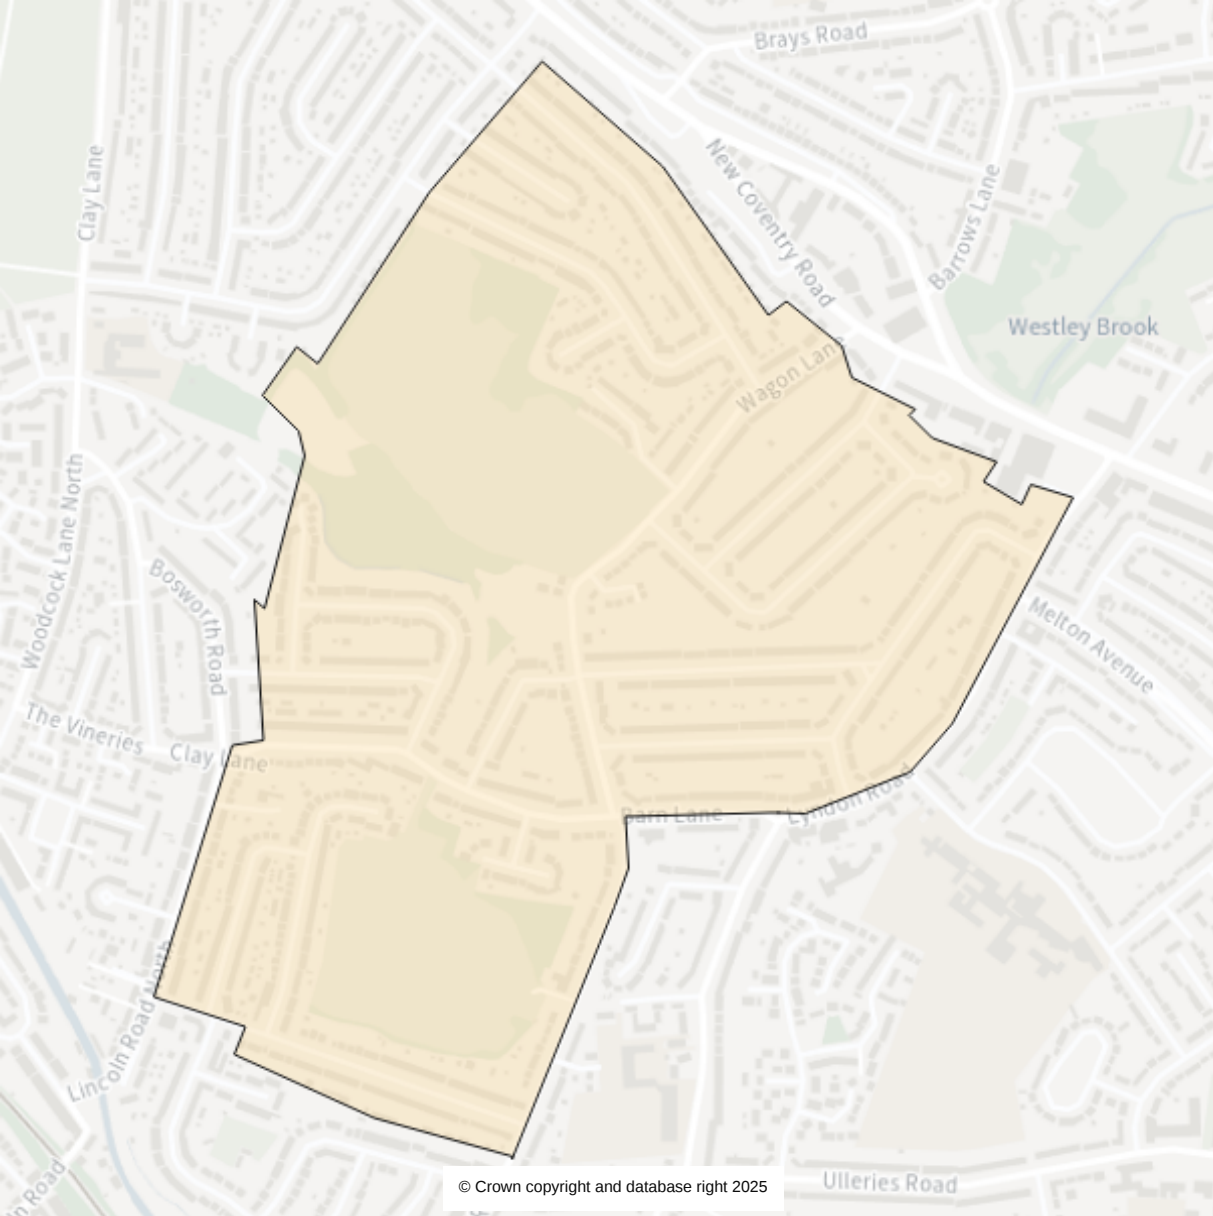 Brays Road
Clay Lane
New Coventry Road
Barrows Lane
Westley Brook
Wagon Lane
Woodcock Lane North
Bosworth Road
Melton Avenue
The Vineries
Clay Lane
Barn Lane
Lyndon Road
Lincoln Road North
n Road
Ulleries Road
© Crown copyright and database right 2025